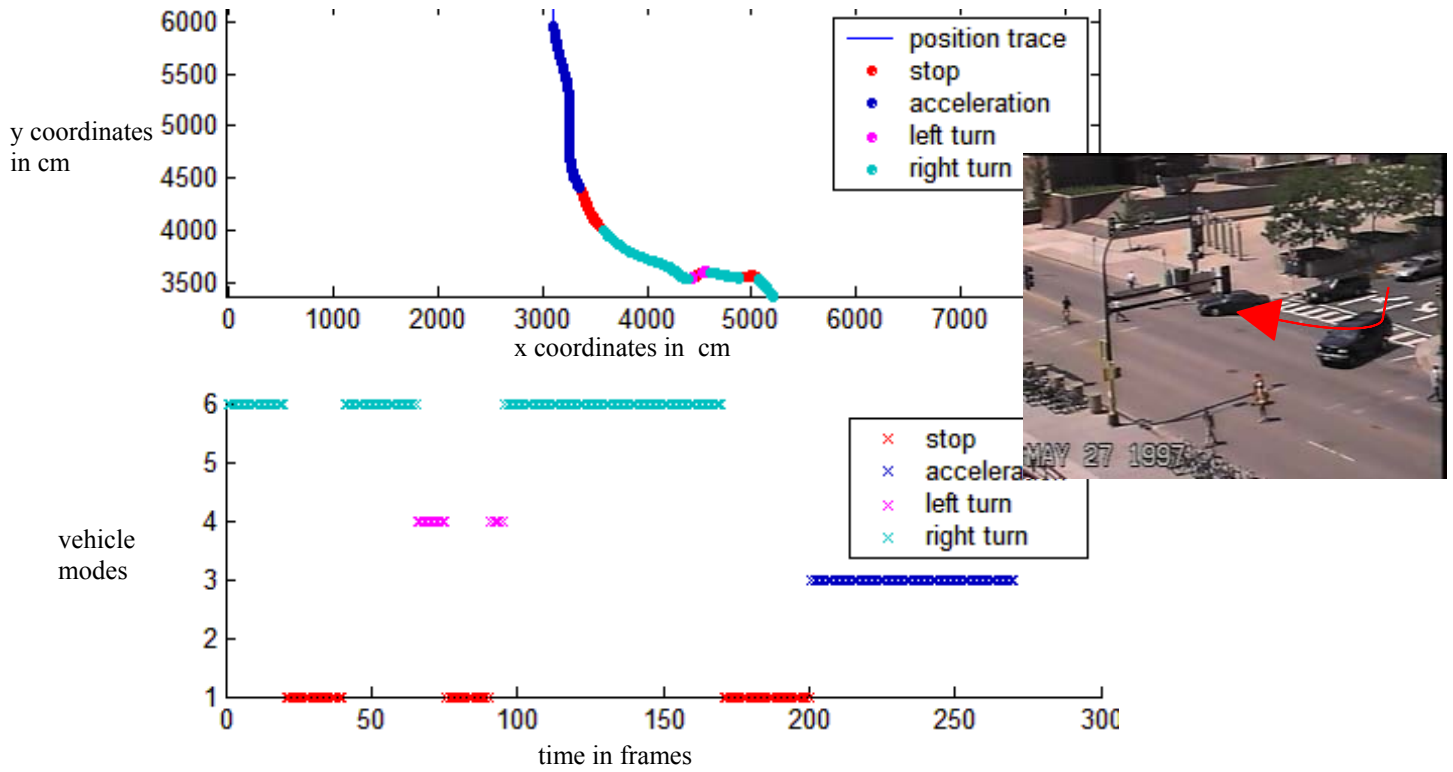 6000
5500
5000
4500
4000
3500
y coordinates
in cm
position trace
stop
acceleration
left turn
right turn
0 1000 2000 3000 4000 5000 6000 7000
x coordinates in cm
MAY 27 1997
6
5
4
3
2
1
vehicle
modes
stop
accelera
left turn
right turn
0 50 100 150 200 250 300
time in frames